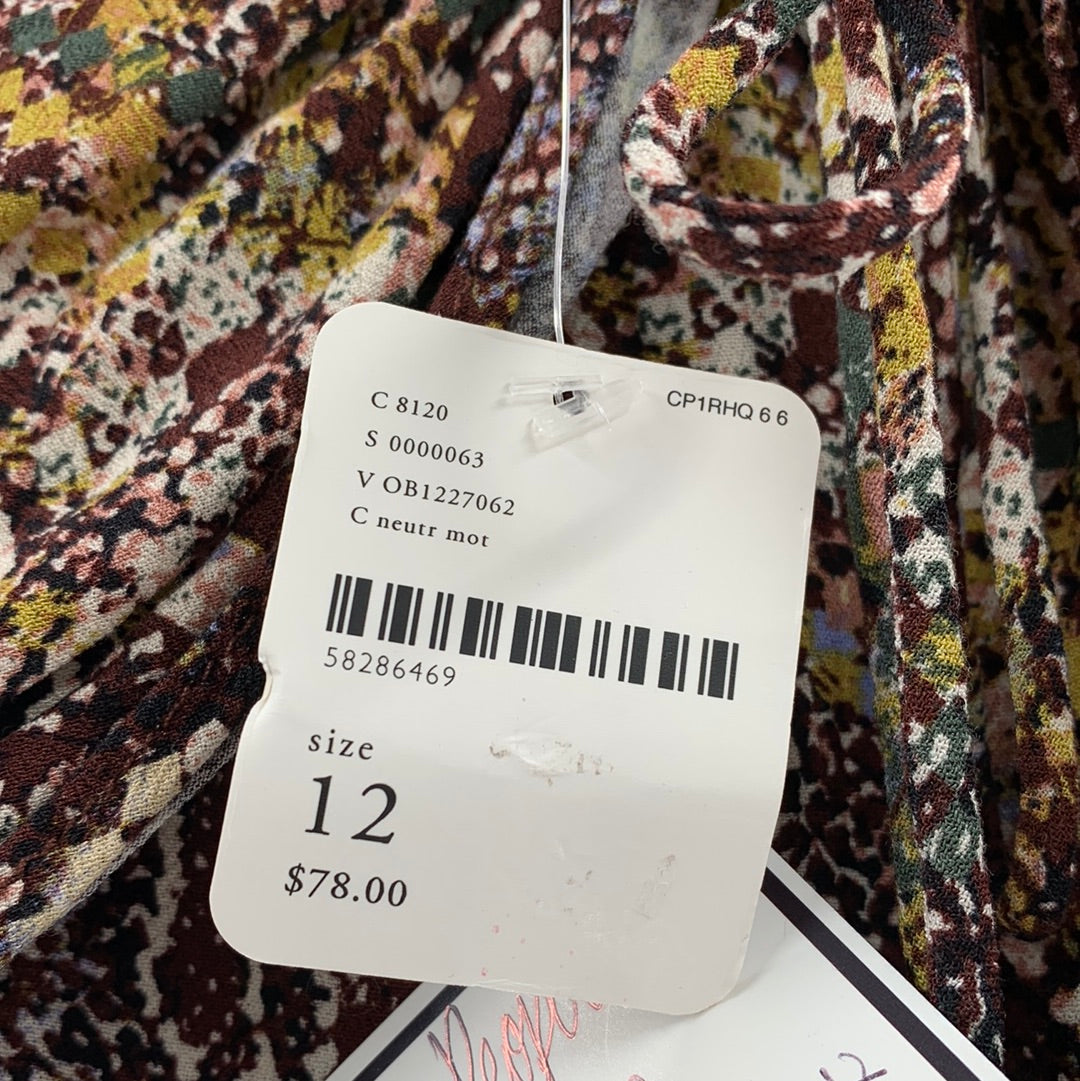 CP1RHQ 6 6
C 8120
S 0000063
V OB1227062
C neutr mot
58286469
size
12
$78.00